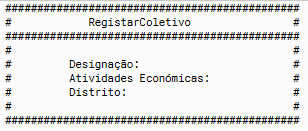 ##############################################
#            RegistarColetivo                #
##############################################
#                                            #
#         Designação:                        #
#         Atividades Económicas:             #
#         Distrito:                          #
#                                            #
##############################################